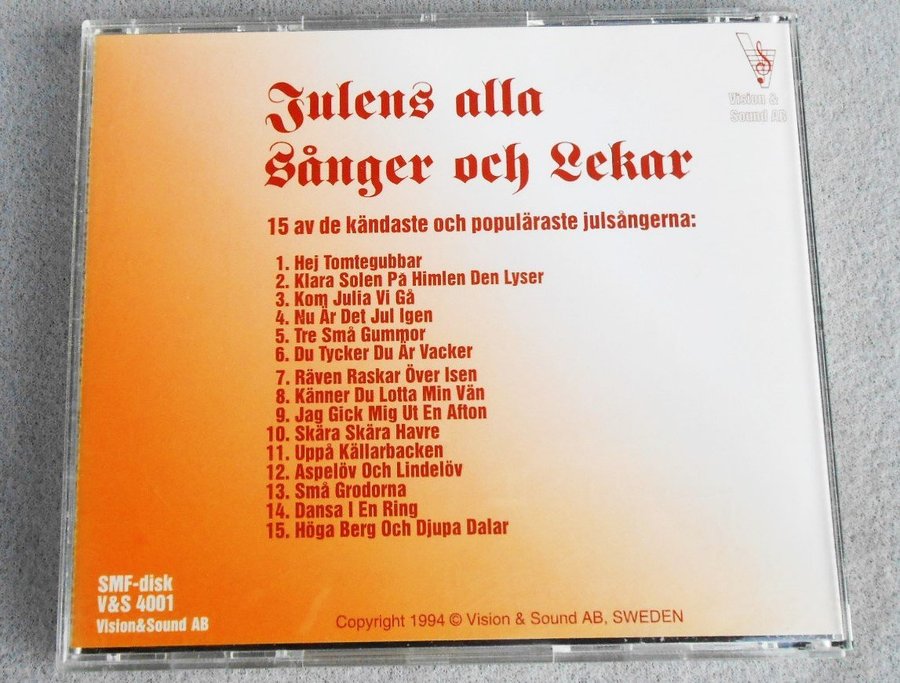 Vision &
Sound AB
Julens alla
Sånger och Lekar
15 av de kändaste och populäraste julsångerna:
1. Hej Tomtegubbar
2. Klara Solen På Himlen Den Lyser
3. Kom Julia Vi Gå
4. Nu Är Det Jul Igen
5. Tre Små Gummor
6. Du Tycker Du Är Vacker
7. Räven Raskar Över Isen
8. Känner Du Lotta Min Vän
9. Jag Gick Mig Ut En Afton
10. Skära Skära Havre
11. Uppå Källarbacken
12. Aspelöv Och Lindelöv
13. Små Grodorna
14. Dansa I En Ring
15. Höga Berg Och Djupa Dalar
SMF-disk
V&S 4001
Vision&Sound AB
Copyright 1994 © Vision & Sound AB, SWEDEN